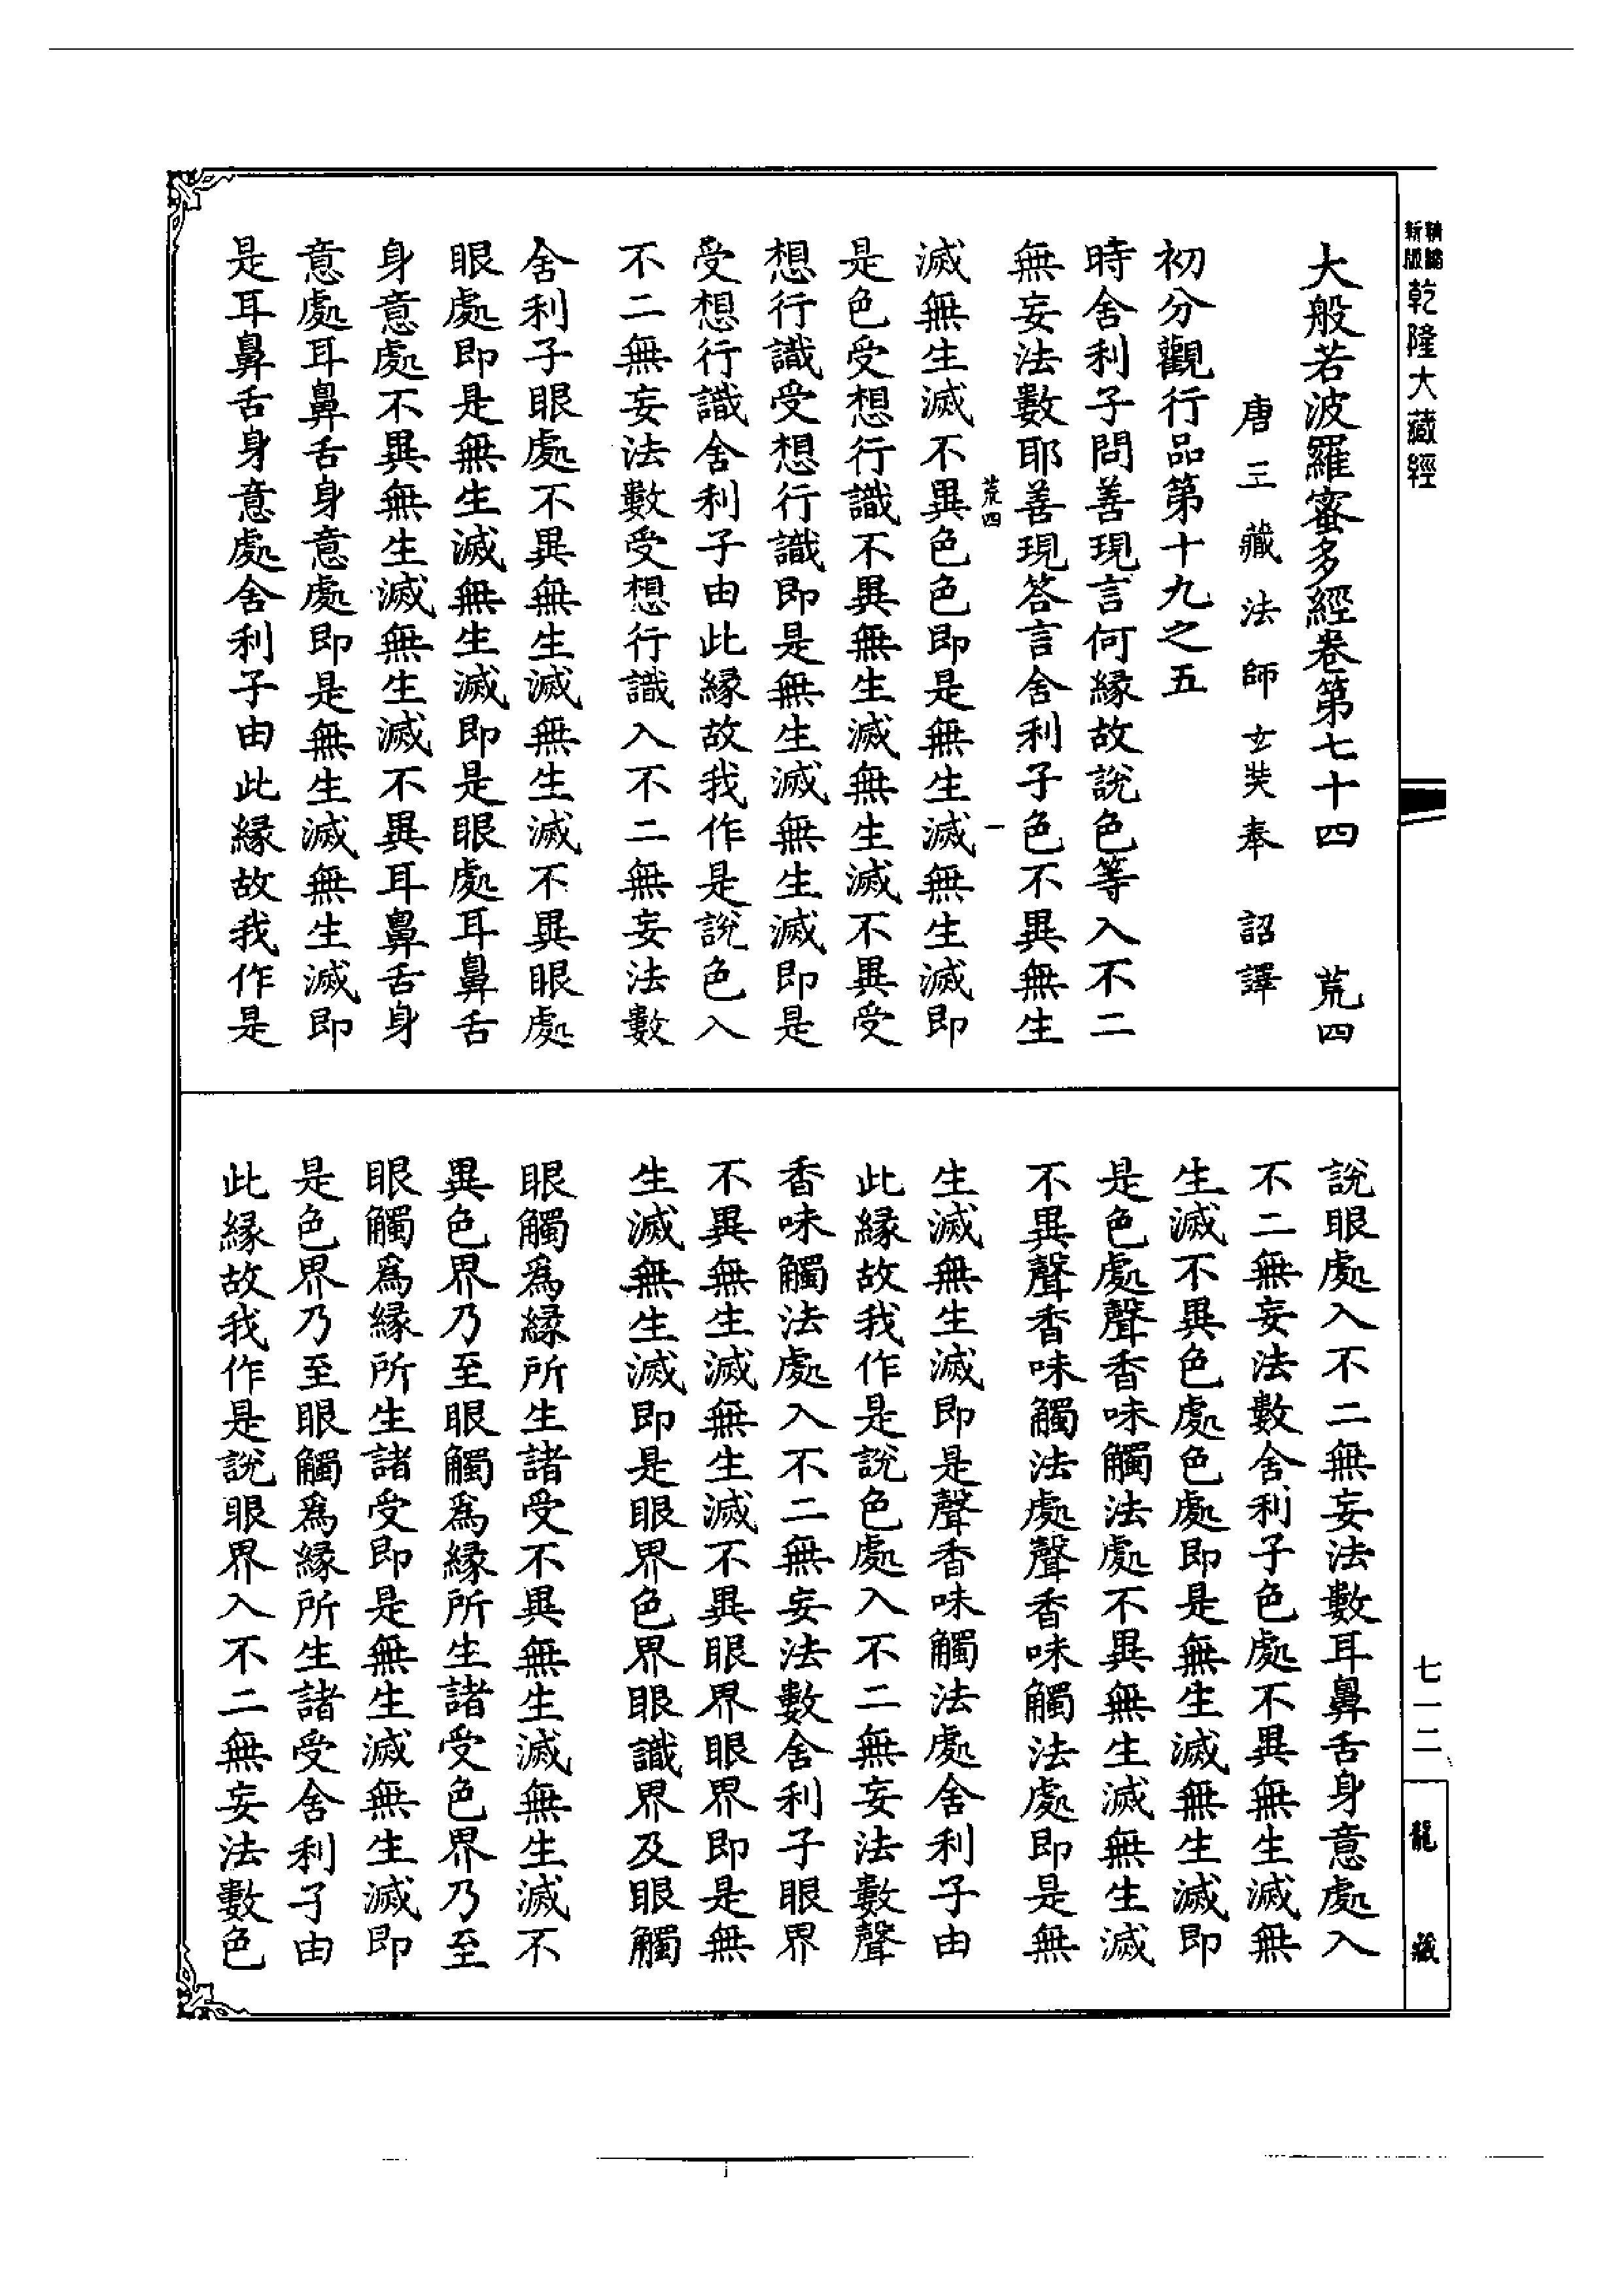 大般若波羅蜜多經卷第七十四 荒四
唐三藏法師玄奘奉 詔譯
初分觀行品第十九之五
時舍利子問善現言何緣故說色等入不二
無妄法數耶善現答言舍利子色不異無生
荒四 一
滅無生滅不異色色即是無生滅無生滅即
是色受想行識不異無生滅無生滅不異受
想行識受想行識即是無生滅無生滅即是
受想行識舍利子由此緣故我作是說色入
不二無妄法數受想行識入不二無妄法數
舍利子眼處不異無生滅無生滅不異眼處
眼處即是無生滅無生滅即是眼處耳鼻舌
身意處不異無生滅無生滅不異耳鼻舌身
意處耳鼻舌身意處即是無生滅無生滅即
是耳鼻舌身意處舍利子由此緣故我作是
說眼處入不二無妄法數耳鼻舌身意處入
不二無妄法數舍利子色處不異無生滅無
生滅不異色處色處即是無生滅無生滅即
是色處聲香味觸法處不異無生滅無生滅
不異聲香味觸法處聲香味觸法處即是無
生滅無生滅即是聲香味觸法處舍利子由
此緣故我作是說色處入不二無妄法數聲
香味觸法處入不二無妄法數舍利子眼界
不異無生滅無生滅不異眼界眼界即是無
生滅無生滅即是眼界色界眼識界及眼觸
眼觸爲緣所生諸受不異無生滅無生滅不
異色界乃至眼觸爲緣所生諸受色界乃至
眼觸爲緣所生諸受即是無生滅無生滅即
是色界乃至眼觸爲緣所生諸受舍利子由
此緣故我作是說眼界入不二無妄法數色
新版 精縮 乾隆大藏經
七一二
龍藏